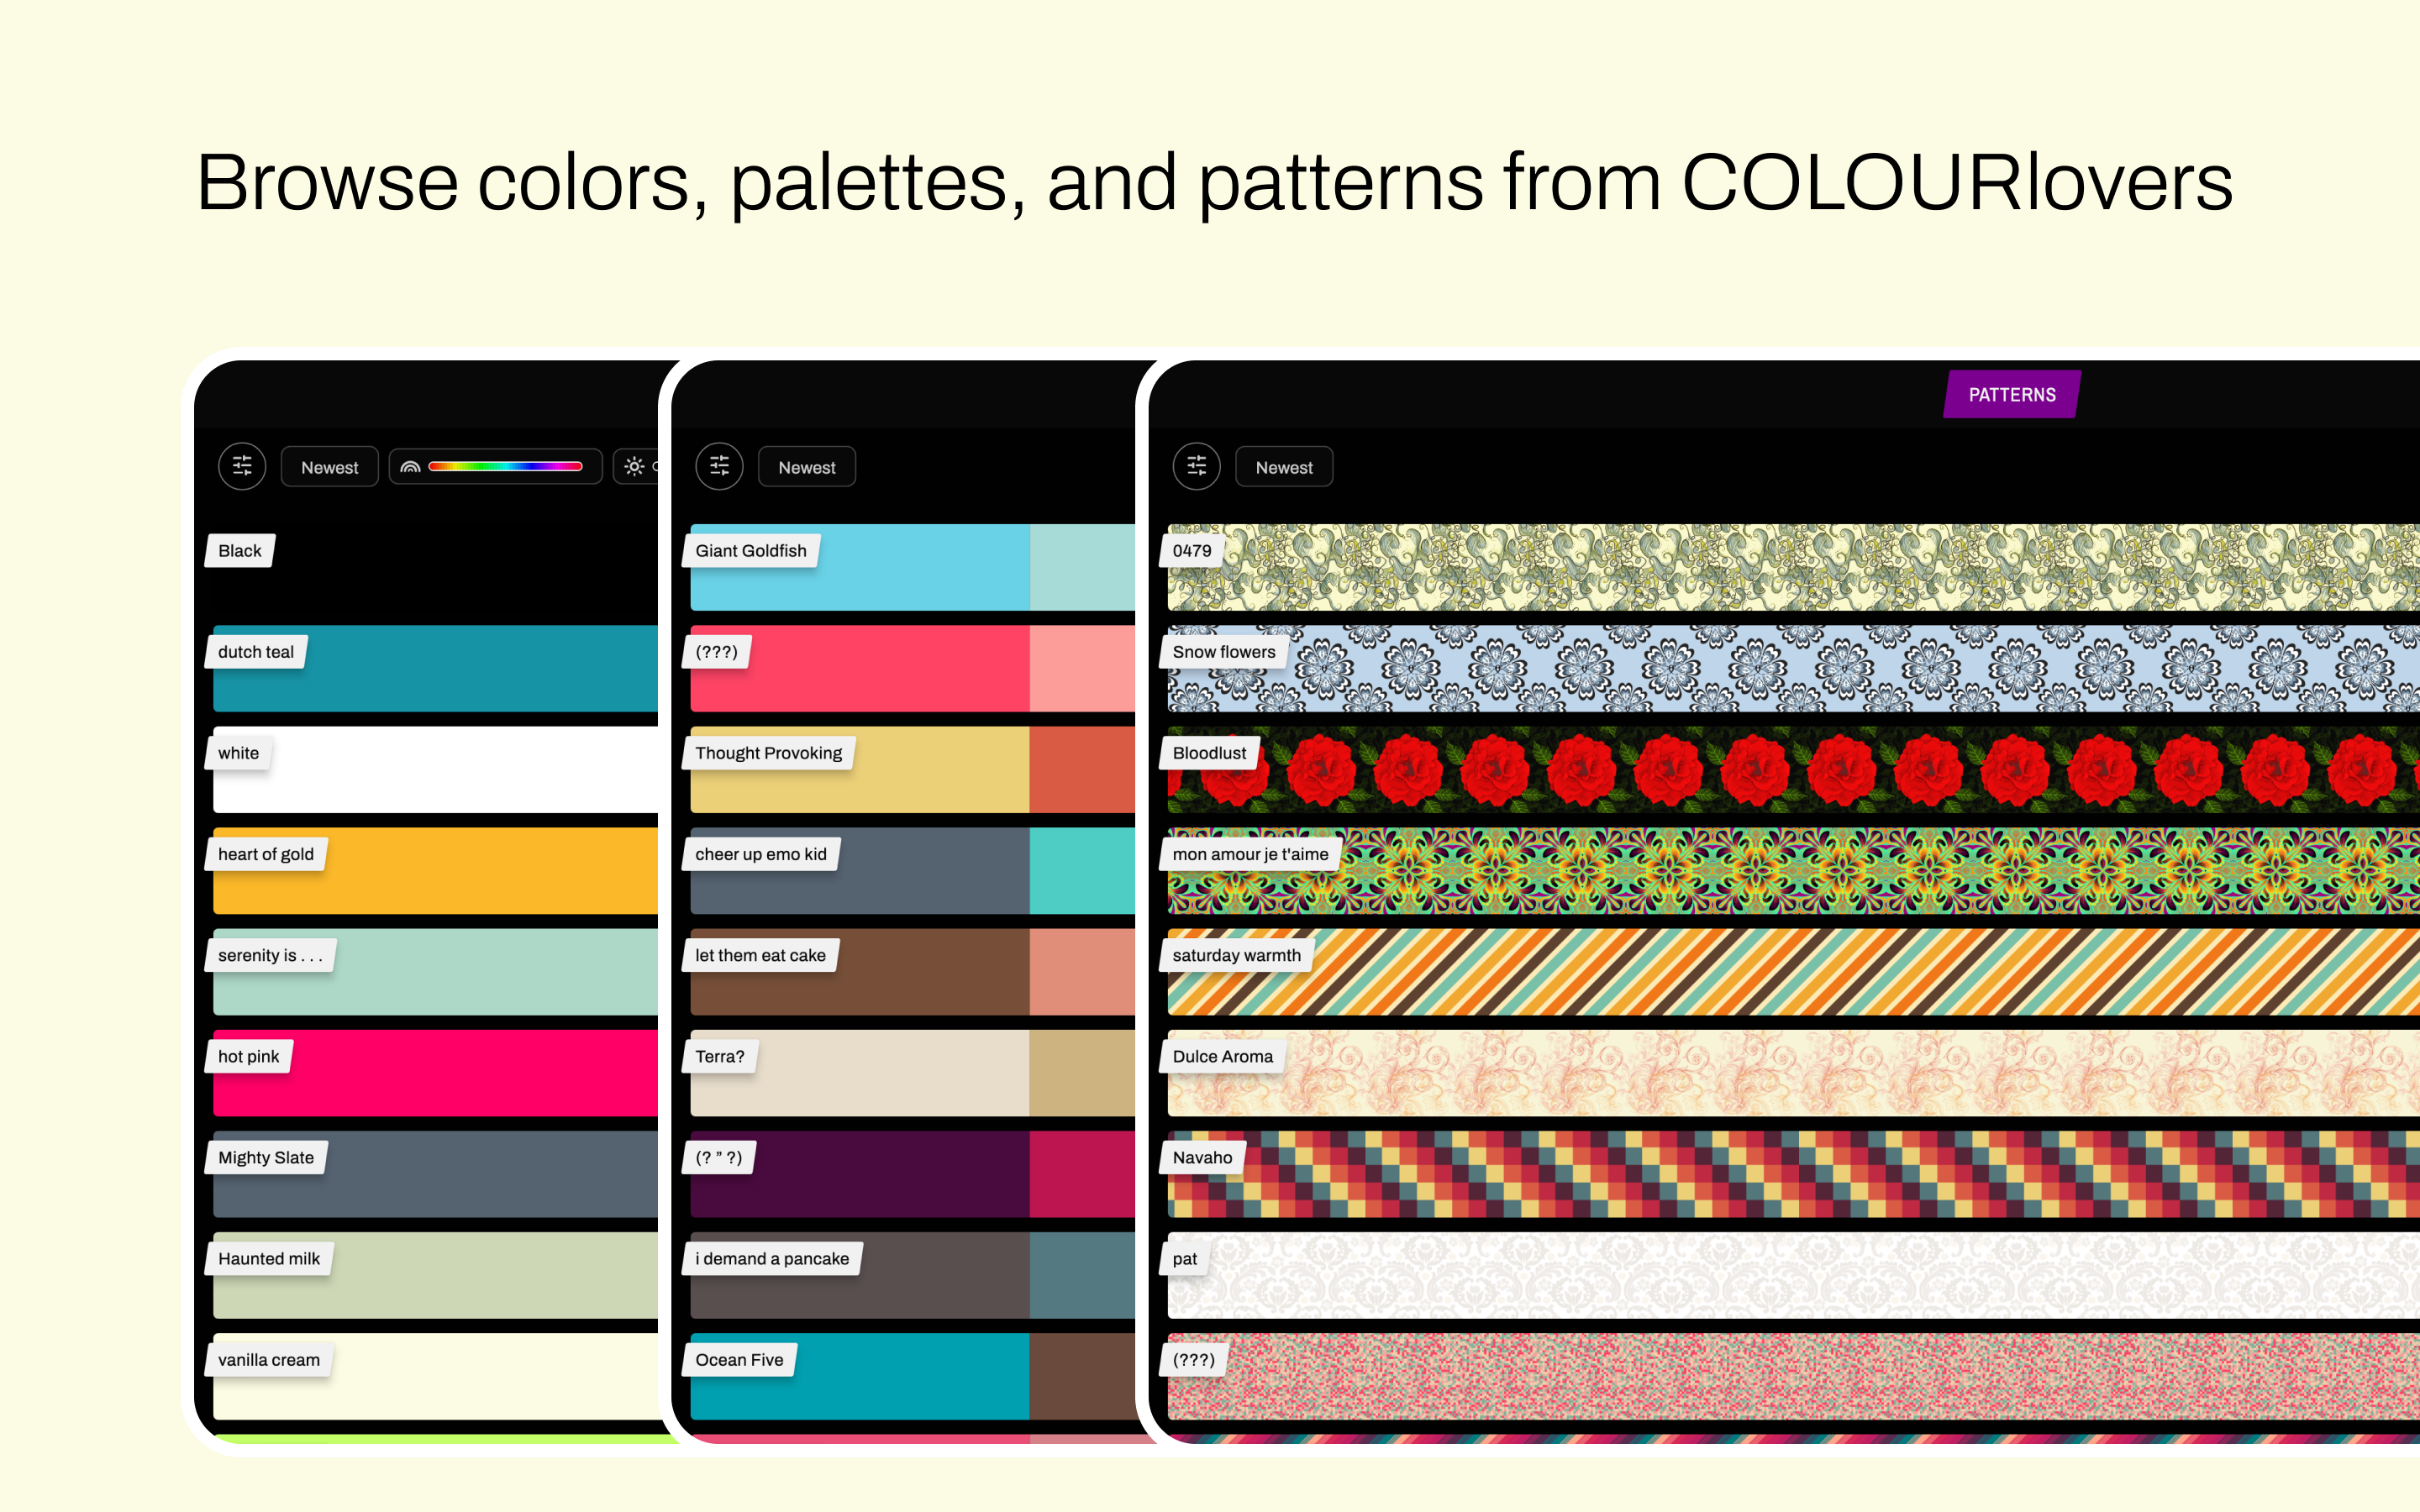 Browse colors, palettes, and patterns from COLOURlovers
Newest
Black
dutch teal
white
heart of gold
serenity is . . .
hot pink
Mighty Slate
Haunted milk
vanilla cream
Newest
Giant Goldfish
(???)
Thought Provoking
cheer up emo kid
let them eat cake
Terra?
(? ” ?)
i demand a pancake
Ocean Five
PATTERNS
Newest
0479
Snow flowers
Bloodlust
mon amour je t'aime
saturday warmth
Dulce Aroma
Navaho
pat
(???)